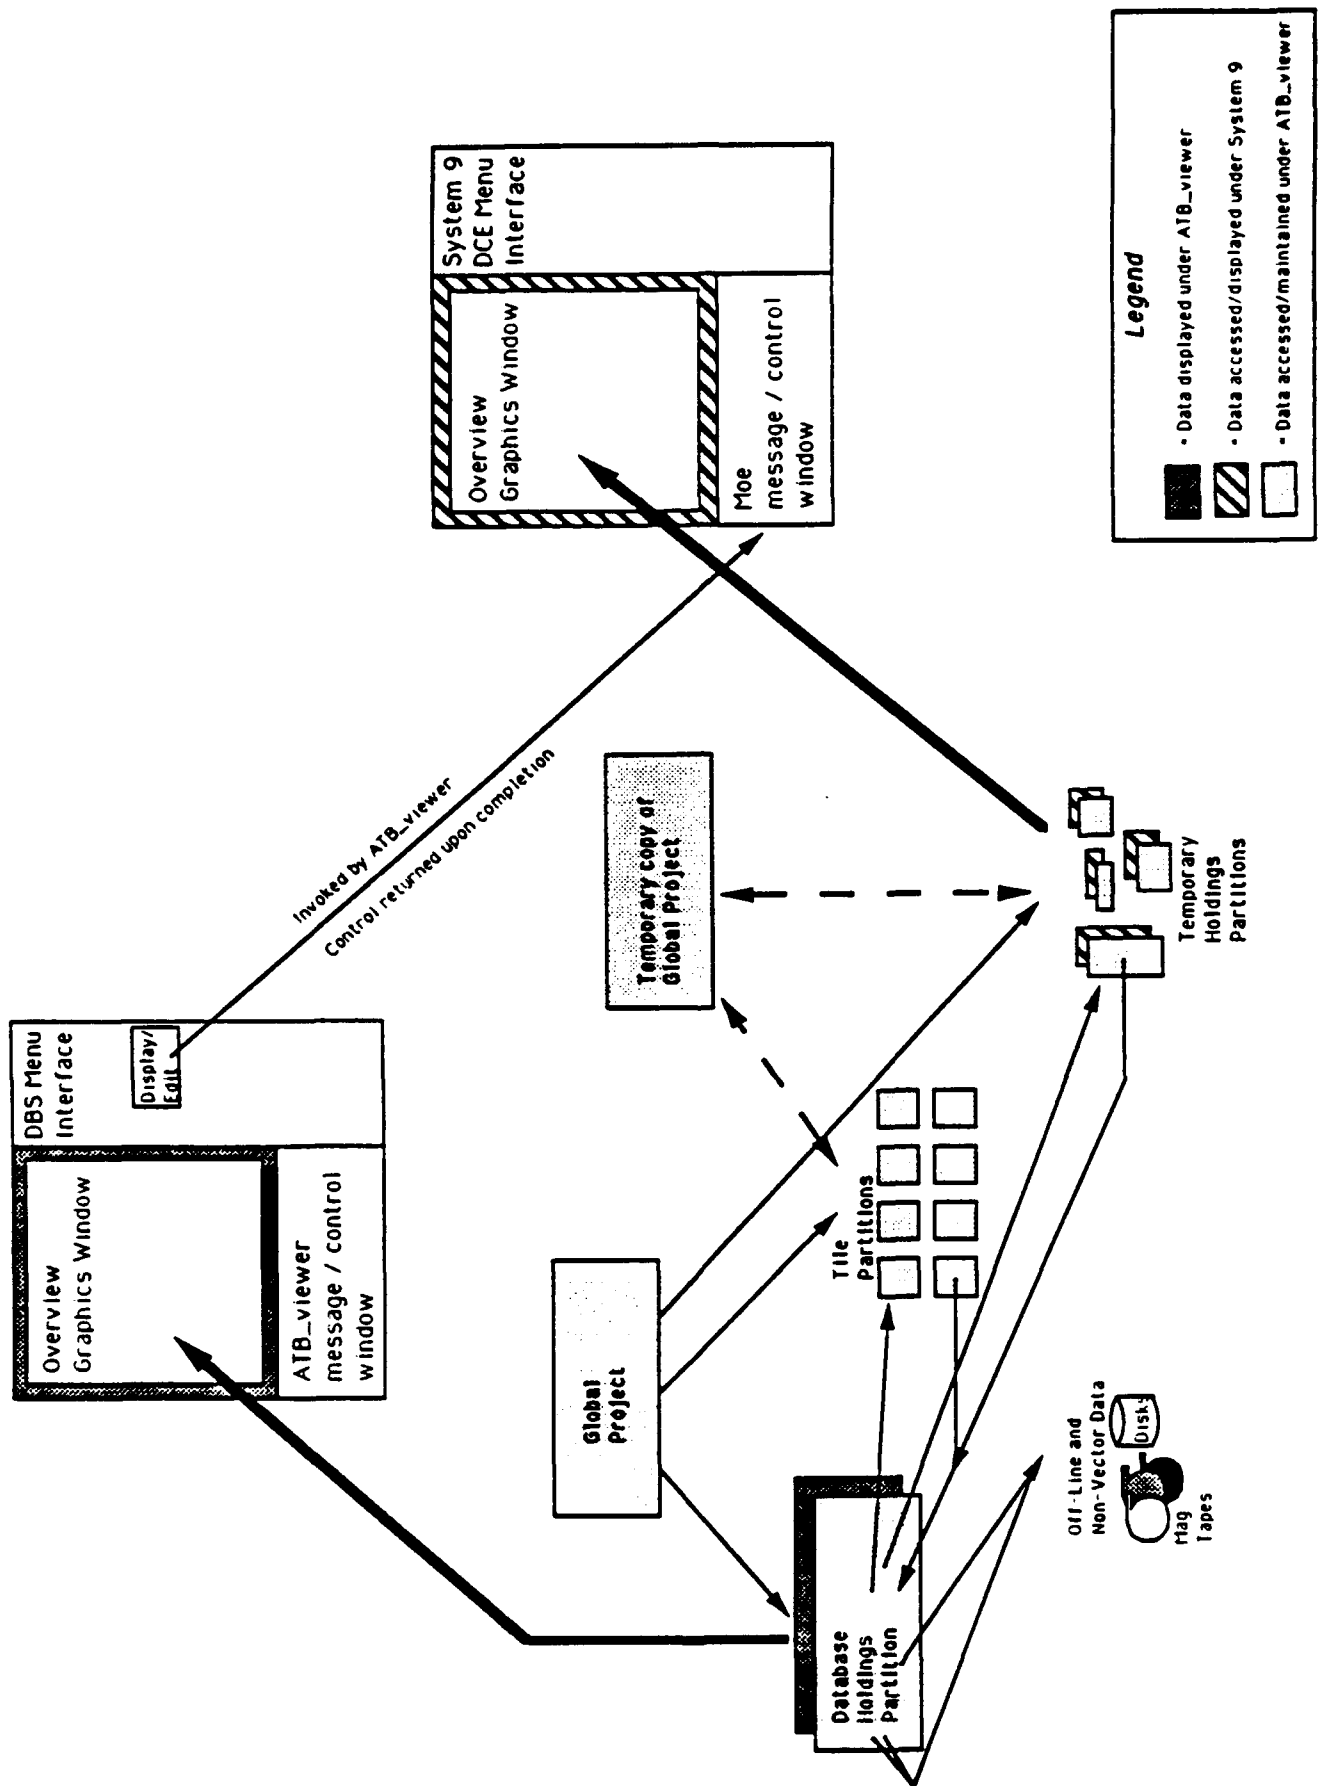 Overview
Graphics Window
DBS Menu
Interface
Display/
Edit
ATB_viewer
message / control
window
Invoked by ATB_viewer
Control returned upon completion
System 9
DCE Menu
Interface
Overview
Graphics Window
Moe
message / control
window
Global
Project
Temporary copy of
Global Project
Tile
Partitions
Database
Holdings
Partition
Temporary
Holdings
Partitions
Off-Line and
Non-Vector Data
Disks
Mag
Tapes
Legend
• Data displayed under ATB_viewer
• Data accessed/displayed under System 9
• Data accessed/maintained under ATB_viewer